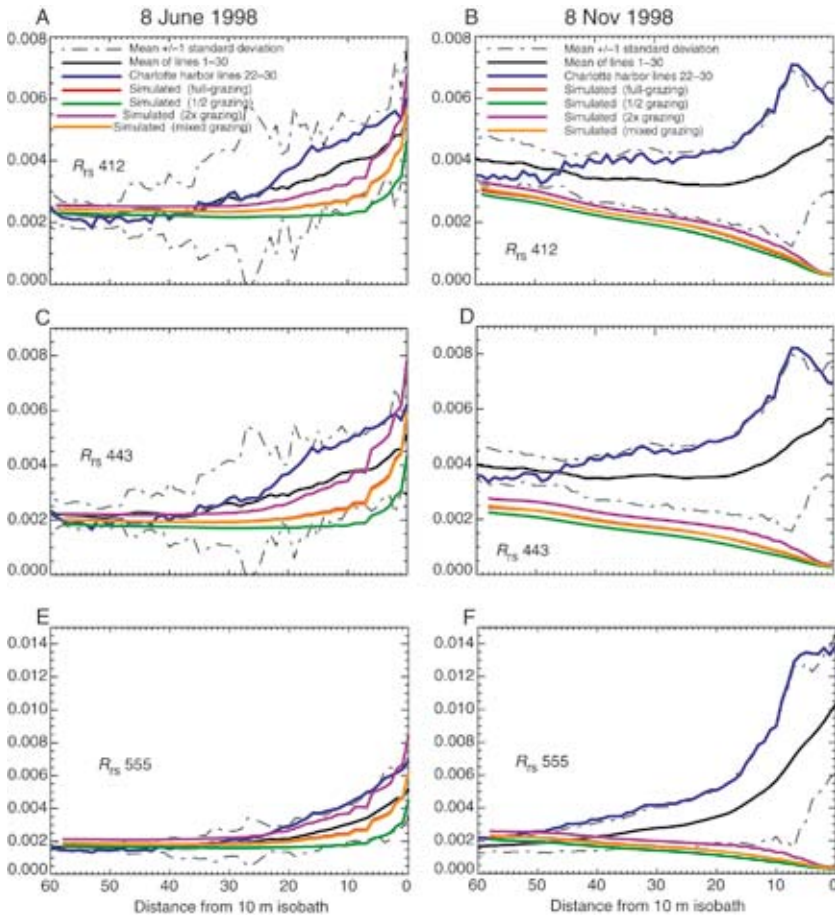 A
8 June 1998
B
8 Nov 1998
0.008
0.006
0.004
0.002
0.000
Mean +/−1 standard deviation
Mean of lines 1–30
Charlotte harbor lines 22–30
Simulated (full-grazing)
Simulated (1/2 grazing)
Simulated (2x grazing)
Simulated (mixed grazing)
Rrs 412
0.008
0.006
0.004
0.002
0.000
Mean +/−1 standard deviation
Mean of lines 1–30
Charlotte harbor lines 22–30
Simulated (full-grazing)
Simulated (1/2 grazing)
Simulated (2x grazing)
Simulated (mixed grazing)
Rrs 412
C
0.008
0.006
0.004
0.002
0.000
Rrs 443
D
0.008
0.006
0.004
0.002
0.000
Rrs 443
E
0.014
0.012
0.010
0.008
0.006
0.004
0.002
0.000
Rrs 555
60 50 40 30 20 10 0
Distance from 10 m isobath
F
0.014
0.012
0.010
0.008
0.006
0.004
0.002
0.000
Rrs 555
60 50 40 30 20 10 0
Distance from 10 m isobath